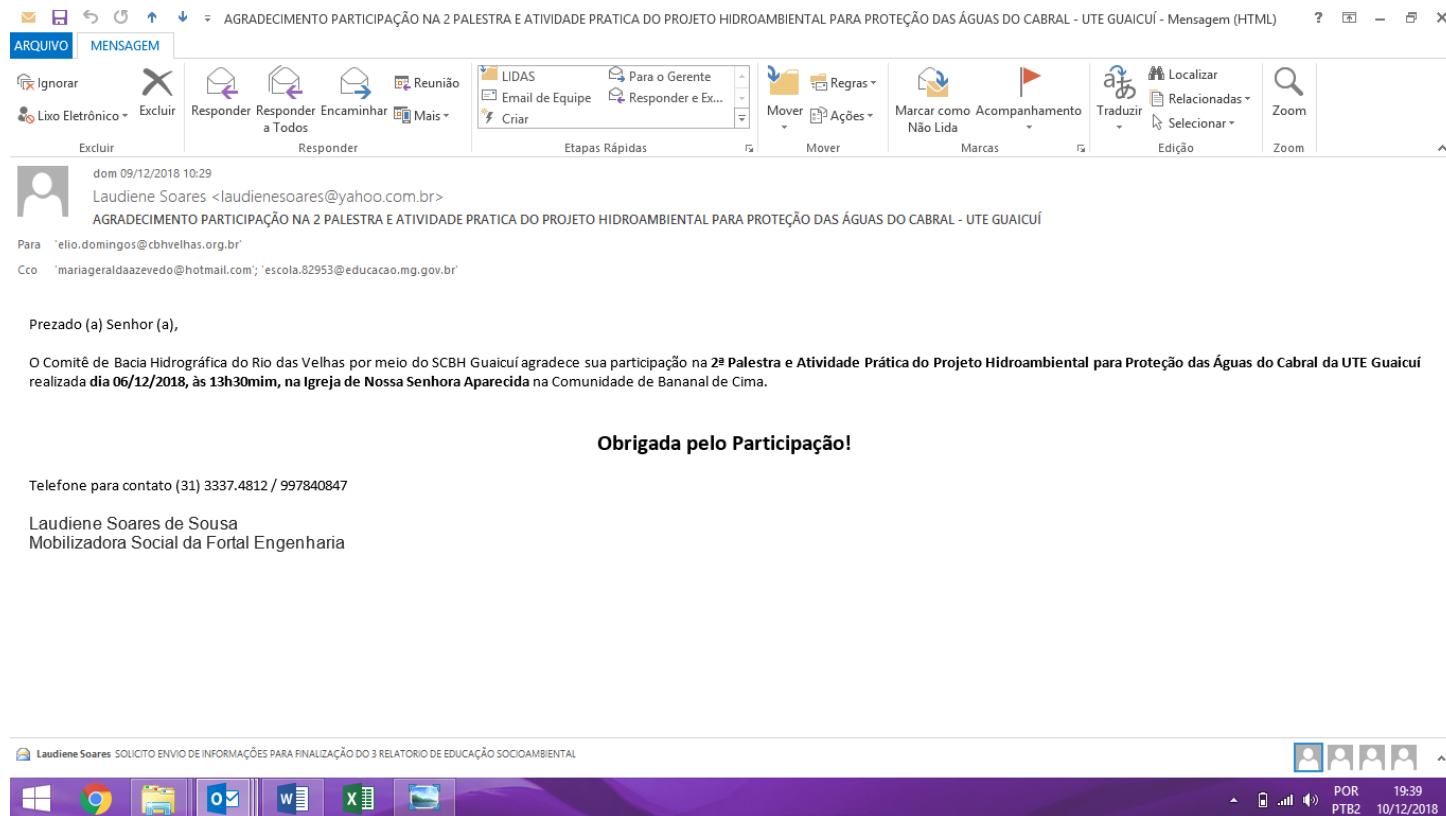 AGRADECIMENTO PARTICIPAÇÃO NA 2 PALESTRA E ATIVIDADE PRATICA DO PROJETO HIDROAMBIENTAL PARA PROTEÇÃO DAS ÁGUAS DO CABRAL - UTE GUAICUÍ - Mensagem (HTML)
ARQUIVO MENSAGEM
Ignorar
Lixo Eletrônico
Excluir
Excluir
Responder
Responder a Todos
Encaminhar
Reunião
Mais
Responder
LIDAS
Email de Equipe
Criar
Para o Gerente
Responder e Ex...
Etapas Rápidas
Mover
Regras
Ações
Mover
Marcar como Não Lida
Acompanhamento
Marcas
Traduzir
Localizar
Relacionadas
Selecionar
Edição
Zoom
Zoom
dom 09/12/2018 10:29
Laudiene Soares <laudienesoares@yahoo.com.br>
AGRADECIMENTO PARTICIPAÇÃO NA 2 PALESTRA E ATIVIDADE PRATICA DO PROJETO HIDROAMBIENTAL PARA PROTEÇÃO DAS ÁGUAS DO CABRAL - UTE GUAICUÍ
Para 'elio.domingos@cbhvelhas.org.br'
Cco 'mariageraldaazevedo@hotmail.com'; 'escola.82953@educacao.mg.gov.br'
Prezado (a) Senhor (a),
O Comitê de Bacia Hidrográfica do Rio das Velhas por meio do SCBH Guaicuí agradece sua participação na 2ª Palestra e Atividade Prática do Projeto Hidroambiental para Proteção das Águas do Cabral da UTE Guaicuí
realizada dia 06/12/2018, às 13h30mim, na Igreja de Nossa Senhora Aparecida na Comunidade de Bananal de Cima.
Obrigada pelo Participação!
Telefone para contato (31) 3337.4812 / 997840847
Laudiene Soares de Sousa
Mobilizadora Social da Fortal Engenharia
Laudiene Soares SOLICITO ENVIO DE INFORMAÇÕES PARA FINALIZAÇÃO DO 3 RELATORIO DE EDUCAÇÃO SOCIOAMBIENTAL
POR 19:39
PTB2 10/12/2018